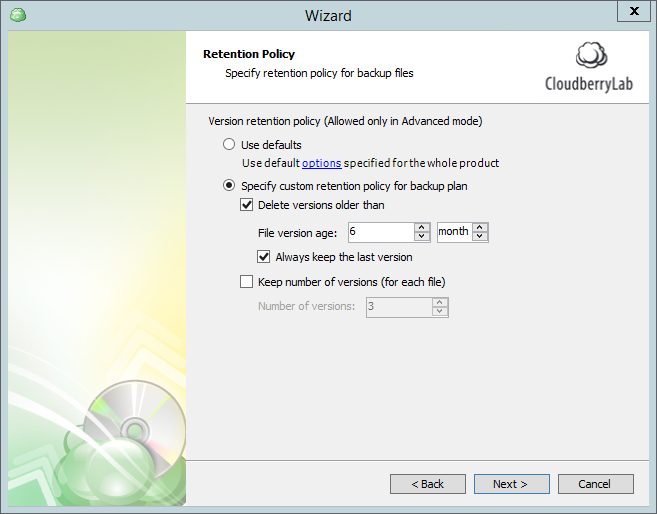 Wizard
x
Retention Policy
Specify retention policy for backup files
CloudberryLab
Version retention policy (Allowed only in Advanced mode)
Use defaults
Use default options specified for the whole product
Specify custom retention policy for backup plan
Delete versions older than
File version age: 6 month
Always keep the last version
Keep number of versions (for each file)
Number of versions: 3
< Back Next > Cancel